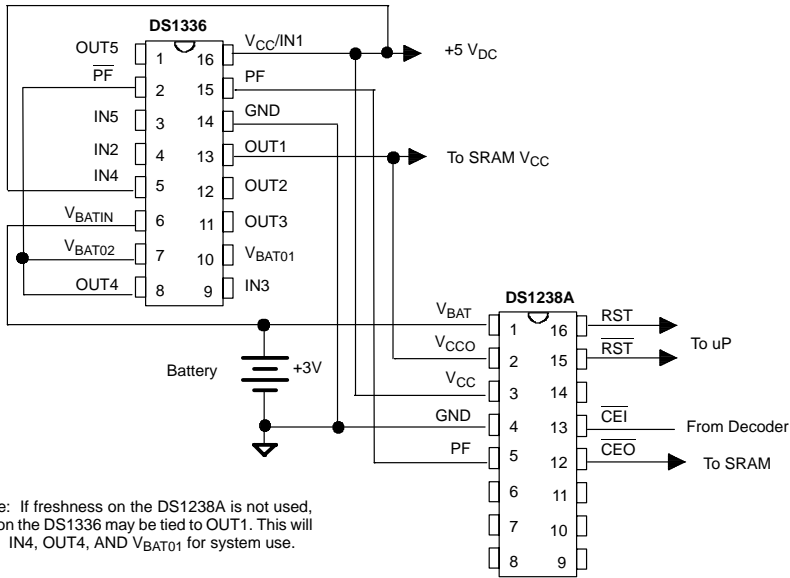 DS1336
OUT5 1 16 VCC/IN1 +5 VDC
PF 2 15 PF
IN5 3 14 GND
IN2 4 13 OUT1 To SRAM VCC
IN4 5 12 OUT2
VBATIN 6 11 OUT3
VBAT02 7 10 VBAT01
OUT4 8 9 IN3
DS1238A
VBAT 1 16 RST
VCCO 2 15 RST
To uP
Battery +3V
VCC 3 14
GND 4 13 CEI From Decoder
PF 5 12 CEO To SRAM
6 11
7 10
8 9
e: If freshness on the DS1238A is not used,
on the DS1336 may be tied to OUT1. This will
IN4, OUT4, AND VBAT01 for system use.